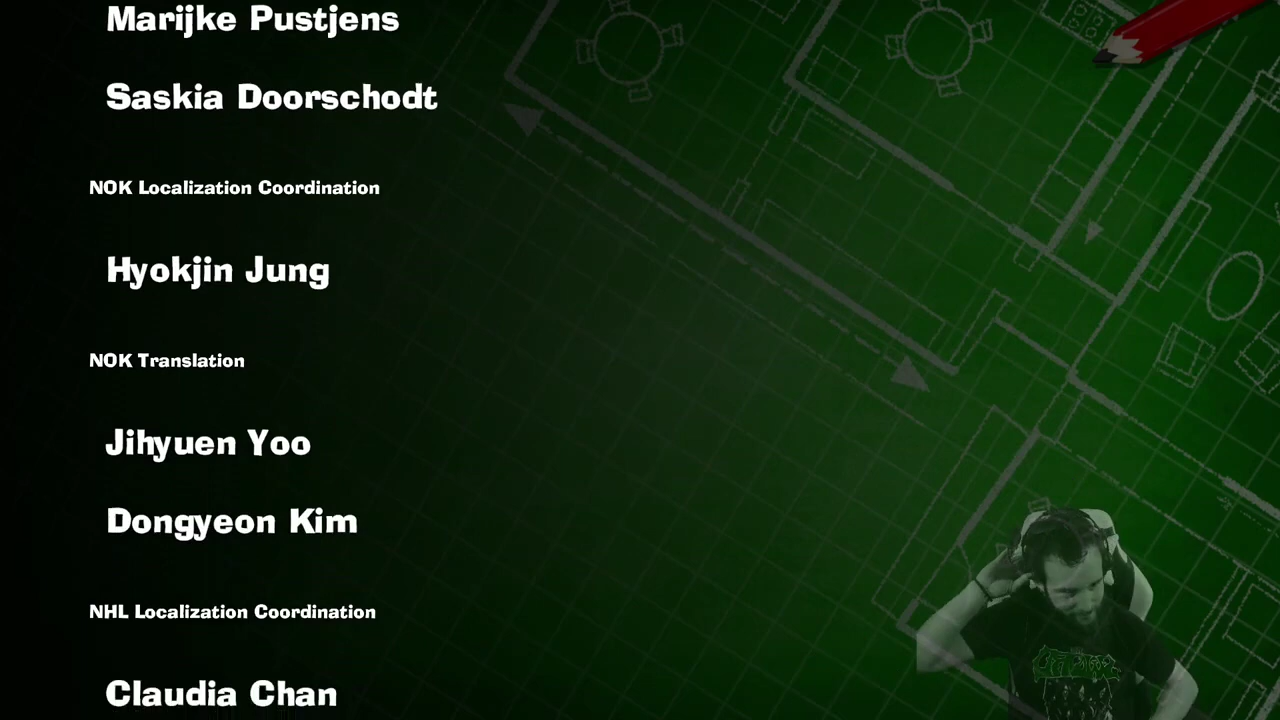 Marijke Pustjens
Saskia Doorschodt
NOK Localization Coordination
Hyokjin Jung
NOK Translation
Jihyuen Yoo
Dongyeon Kim
NHL Localization Coordination
Claudia Chan